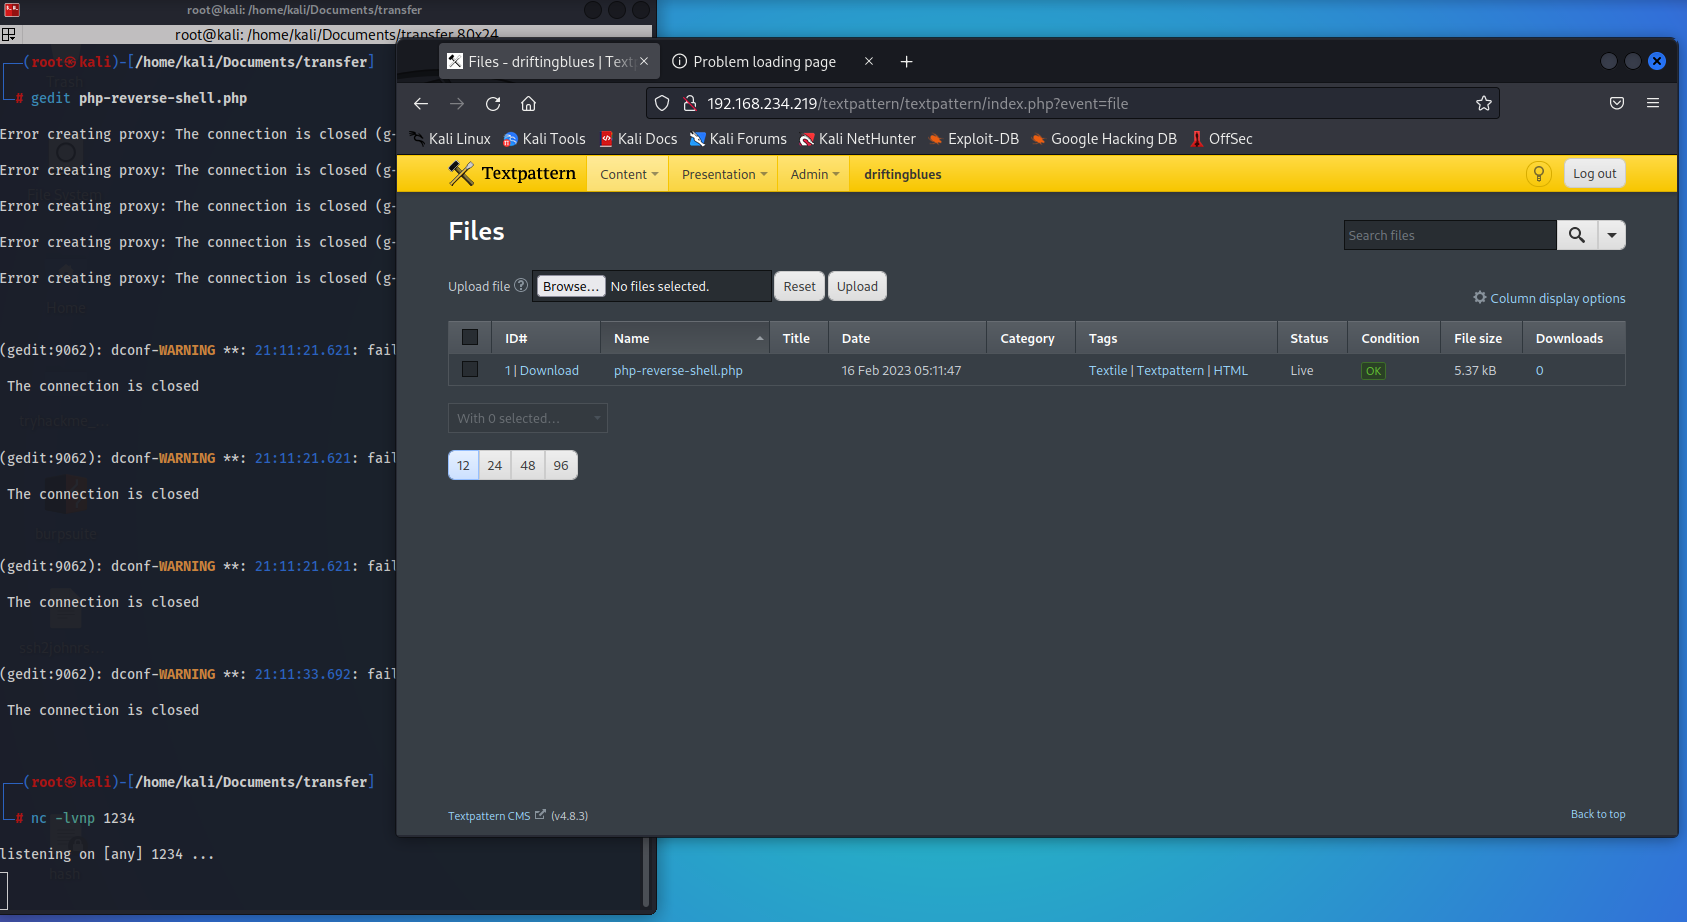 root@kali: /home/kali/Documents/transfer
root@kali: /home/kali/Documents/transfer 80x24
(root㉿kali)-[/home/kali/Documents/transfer]
# gedit php-reverse-shell.php
Error creating proxy: The connection is closed (g-
Error creating proxy: The connection is closed (g-
Error creating proxy: The connection is closed (g-
Error creating proxy: The connection is closed (g-
Error creating proxy: The connection is closed (g-
(gedit:9062): dconf-WARNING **: 21:11:21.621: fail
The connection is closed
(gedit:9062): dconf-WARNING **: 21:11:21.621: fail
The connection is closed
(gedit:9062): dconf-WARNING **: 21:11:21.621: fail
The connection is closed
(gedit:9062): dconf-WARNING **: 21:11:33.692: fail
The connection is closed
(root㉿kali)-[/home/kali/Documents/transfer]
# nc -lvnp 1234
listening on [any] 1234 ...
Trash
File System
Home
tryhackme_...
burpsuite
hash
Files - driftingblues | Text
Problem loading page
192.168.234.219/textpattern/textpattern/index.php?event=file
Kali Linux Kali Tools Kali Docs Kali Forums Kali NetHunter Exploit-DB Google Hacking DB OffSec
Textpattern Content Presentation Admin driftingblues Log out
Files
Search files
Upload file Browse... No files selected. Reset Upload
Column display options
ID# Name Title Date Category Tags Status Condition File size Downloads
1 | Download php-reverse-shell.php 16 Feb 2023 05:11:47 Textile | Textpattern | HTML Live OK 5.37 kB 0
With 0 selected...
12 24 48 96
Textpattern CMS (v4.8.3)
Back to top